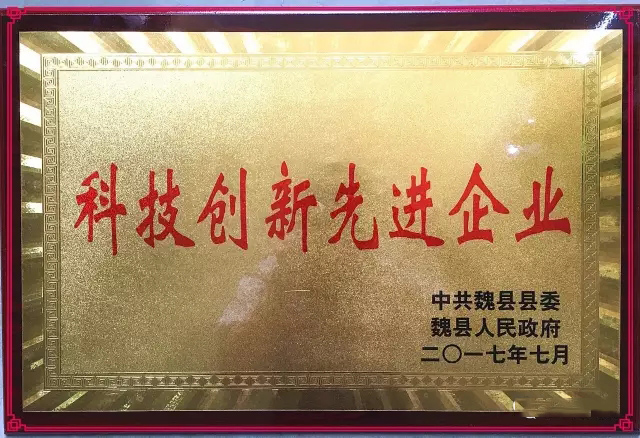 科技创新先进企业
中共魏县县委
魏县人民政府
二〇一七年七月